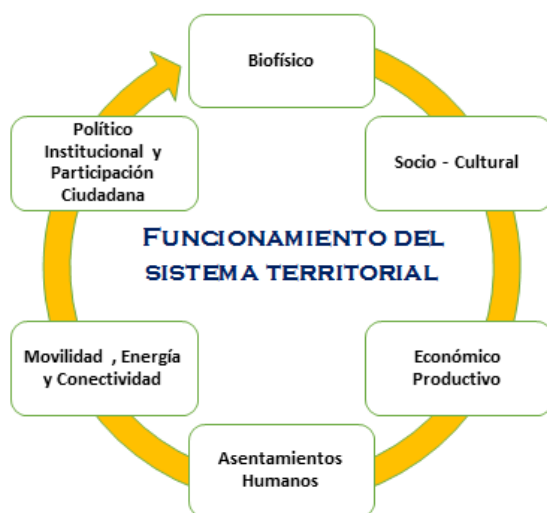 Biofísico
Socio - Cultural
Económico
Productivo
Asentamientos
Humanos
Movilidad , Energía
y Conectividad
Político
Institucional y
Participación
Ciudadana
FUNCIONAMIENTO DEL
SISTEMA TERRITORIAL